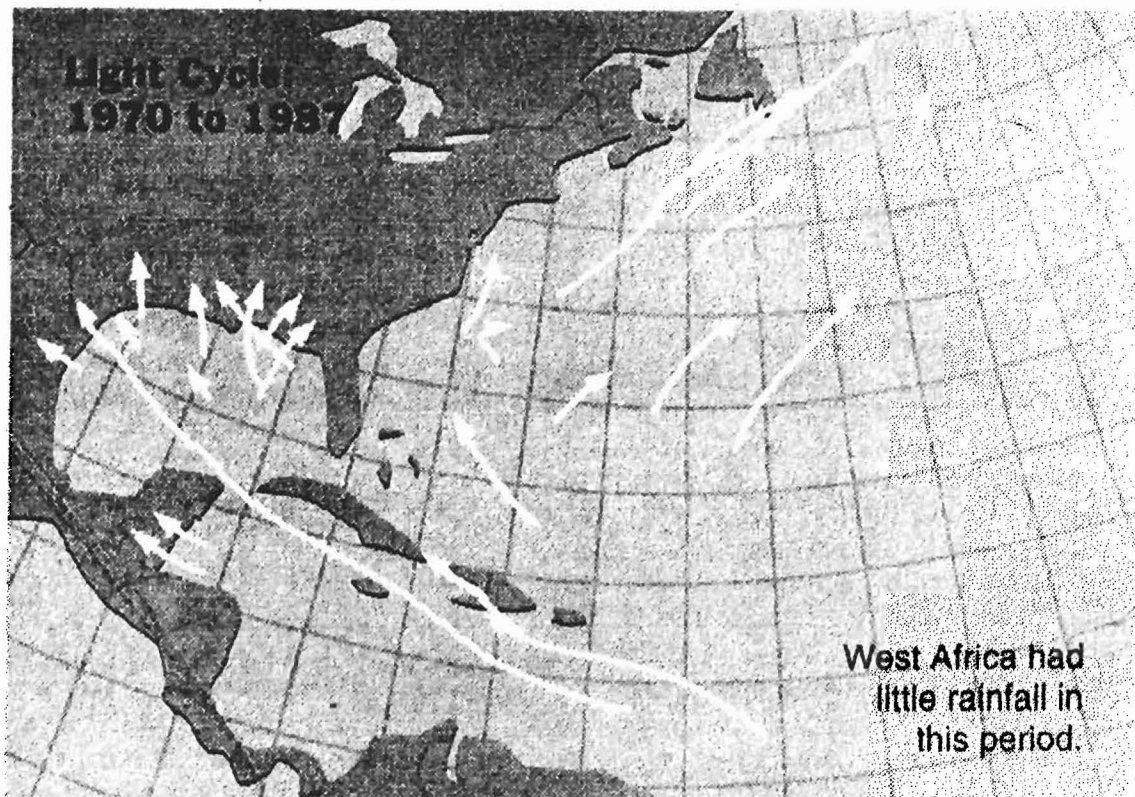 Light Cycle:
1970 to 1987
West Africa had
little rainfall in
this period.